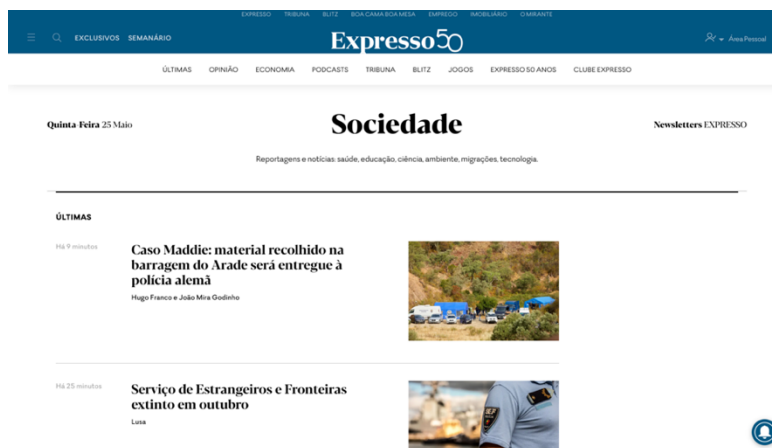 EXPRESSO TRIBUNA BLITZ BOA CAMA BOA MESA EMPREGO IMOBILIÁRIO O MIRANTE
EXCLUSIVOS SEMANÁRIO
Expresso50
Área Pessoal
ÚLTIMAS OPINIÃO ECONOMIA PODCASTS TRIBUNA BLITZ JOGOS EXPRESSO 50 ANOS CLUBE EXPRESSO
Quinta-Feira 25 Maio
Sociedade
Newsletters EXPRESSO
Reportagens e notícias: saúde, educação, ciência, ambiente, migrações, tecnologia.
ÚLTIMAS
Há 9 minutos
Caso Maddie: material recolhido na
barragem do Arade será entregue à
polícia alemã
Hugo Franco e João Mira Godinho
Há 25 minutos
Serviço de Estrangeiros e Fronteiras
extinto em outubro
Lusa